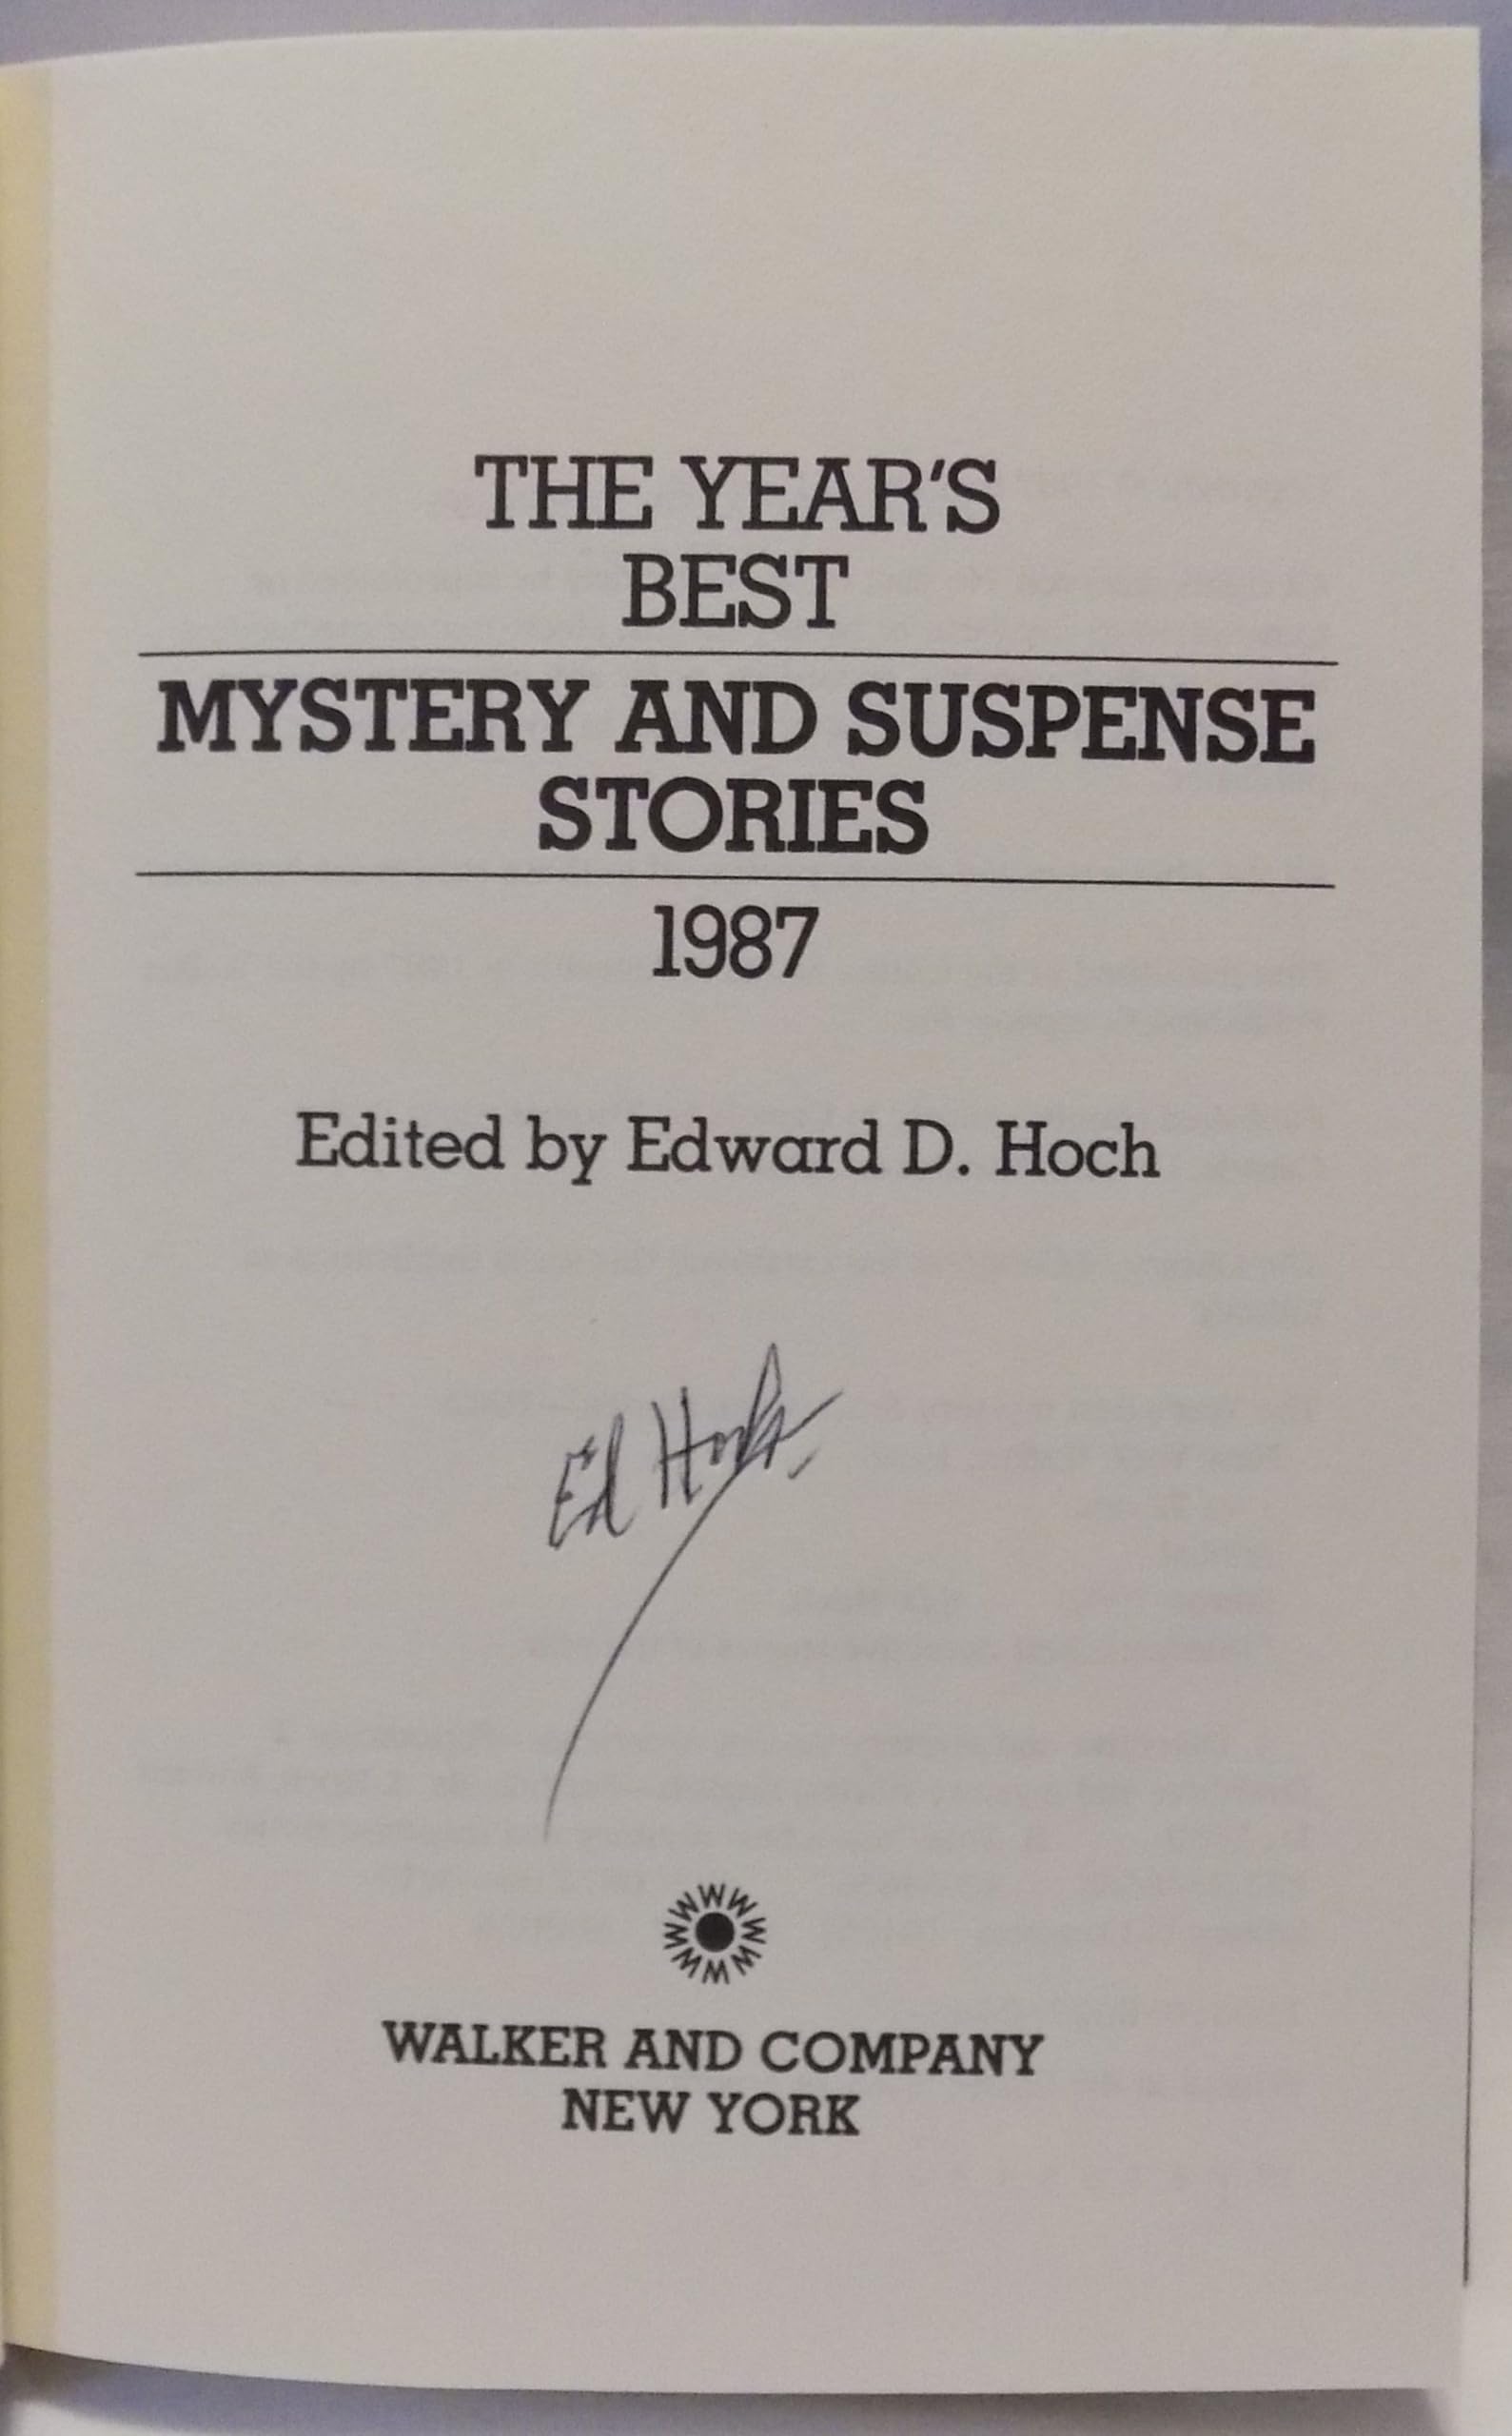 THE YEAR'S
BEST
MYSTERY AND SUSPENSE
STORIES
1987
Edited by Edward D. Hoch
Ed Hoch
WALKER AND COMPANY
NEW YORK